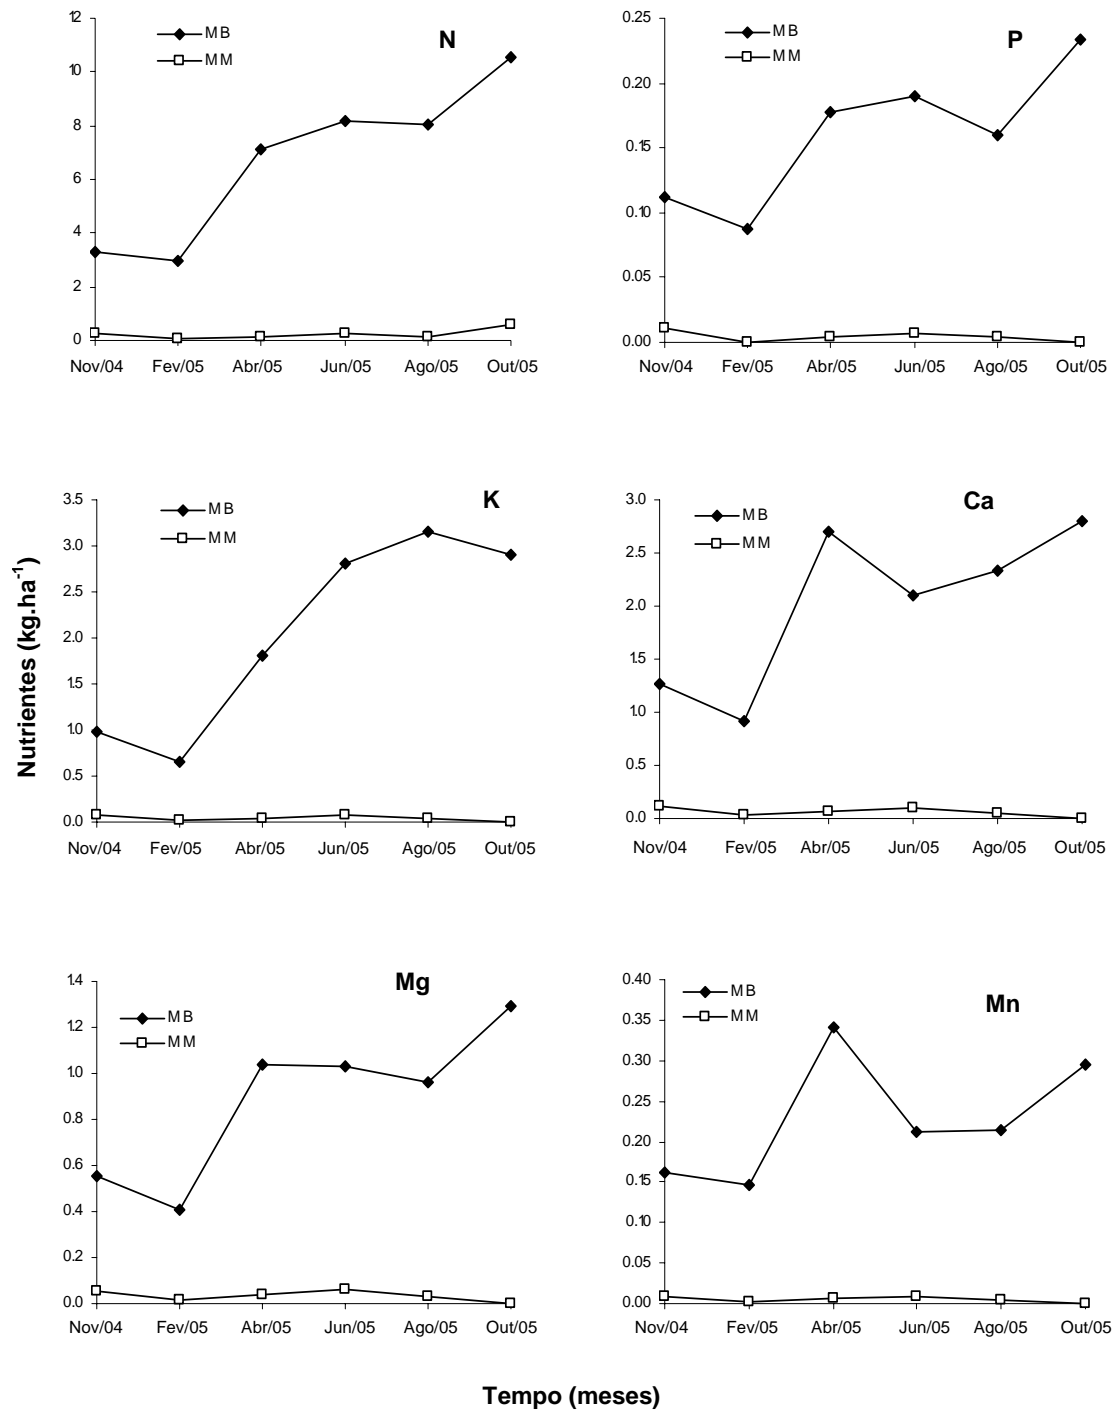 N
MB
MM
12
10
8
6
4
2
0
Nov/04 Fev/05 Abr/05 Jun/05 Ago/05 Out/05
P
MB
MM
0.25
0.20
0.15
0.10
0.05
0.00
Nov/04 Fev/05 Abr/05 Jun/05 Ago/05 Out/05
Nutrientes (kg.ha⁻¹)
K
MB
MM
3.5
3.0
2.5
2.0
1.5
1.0
0.5
0.0
Nov/04 Fev/05 Abr/05 Jun/05 Ago/05 Out/05
Ca
MB
MM
3.0
2.5
2.0
1.5
1.0
0.5
0.0
Nov/04 Fev/05 Abr/05 Jun/05 Ago/05 Out/05
Mg
MB
MM
1.4
1.2
1.0
0.8
0.6
0.4
0.2
0.0
Nov/04 Fev/05 Abr/05 Jun/05 Ago/05 Out/05
Mn
MB
MM
0.40
0.35
0.30
0.25
0.20
0.15
0.10
0.05
0.00
Nov/04 Fev/05 Abr/05 Jun/05 Ago/05 Out/05
Tempo (meses)